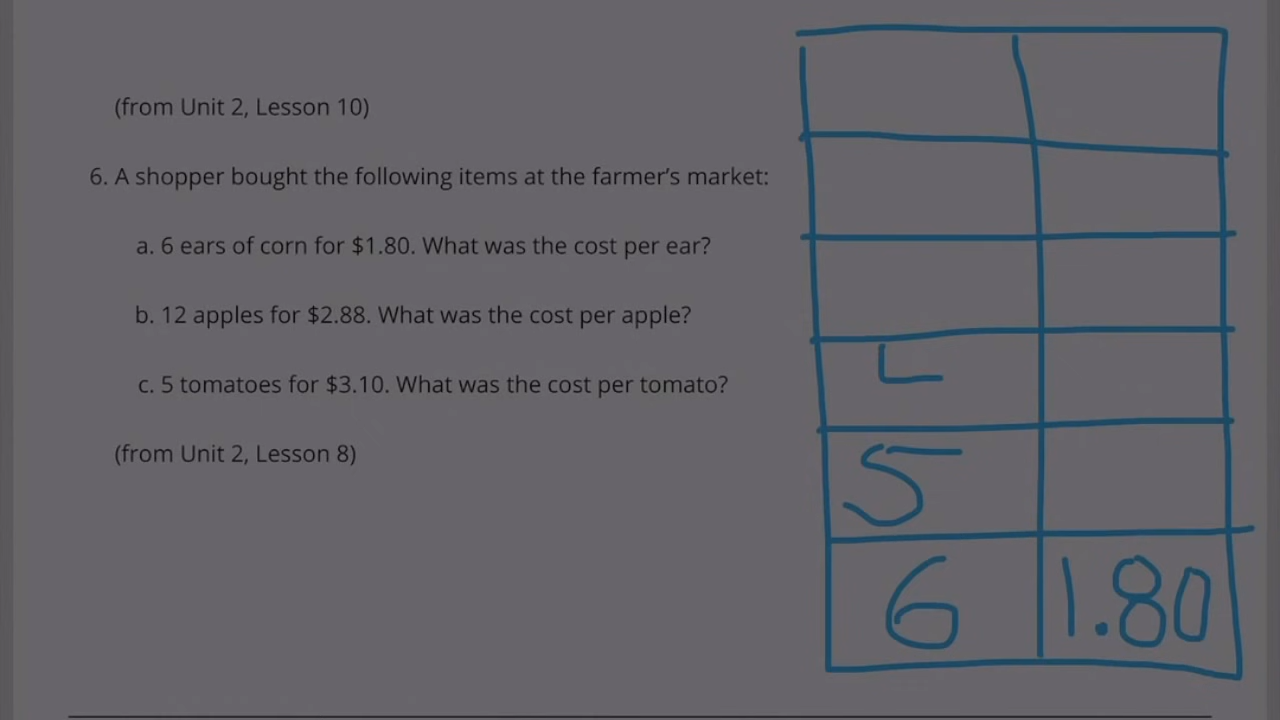 (from Unit 2, Lesson 10)
6. A shopper bought the following items at the farmer's market:
a. 6 ears of corn for $1.80. What was the cost per ear?
b. 12 apples for $2.88. What was the cost per apple?
c. 5 tomatoes for $3.10. What was the cost per tomato?
(from Unit 2, Lesson 8)
5
6 1.80